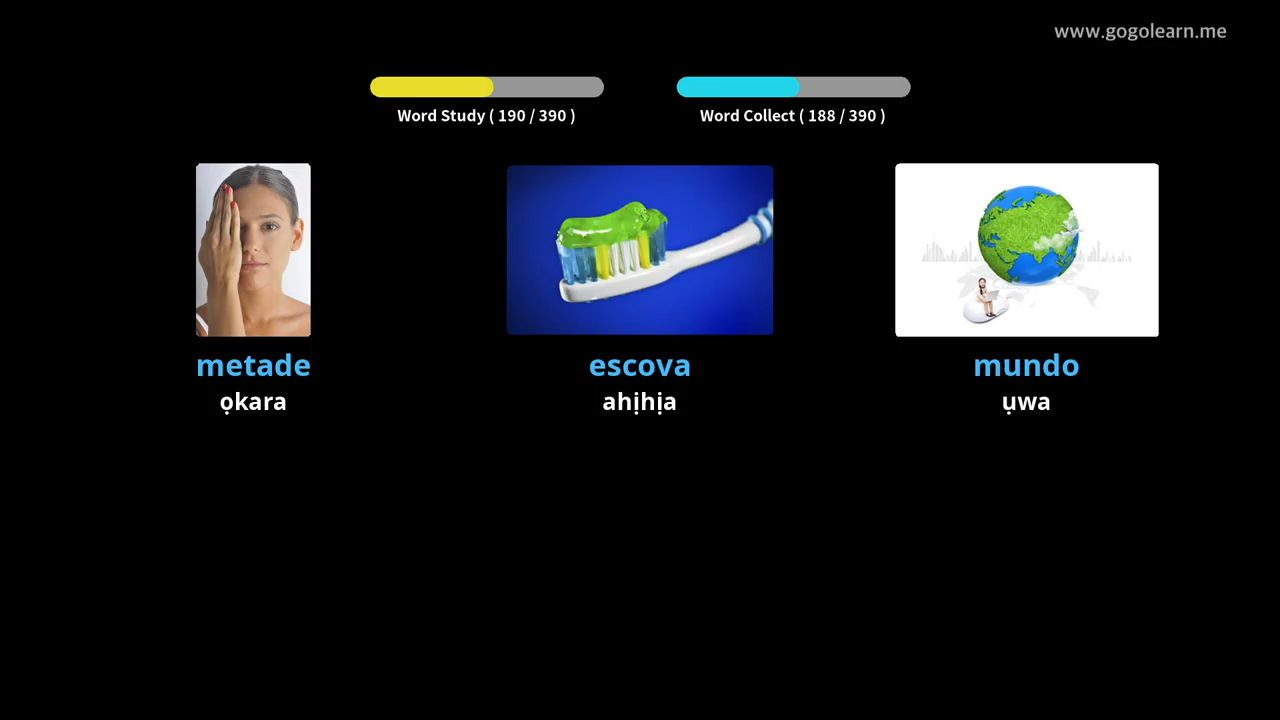 www.gogolearn.me
Word Study ( 190 / 390 )
Word Collect ( 188 / 390 )
metade
escova
mundo
ọkara
ahịhịa
ụwa